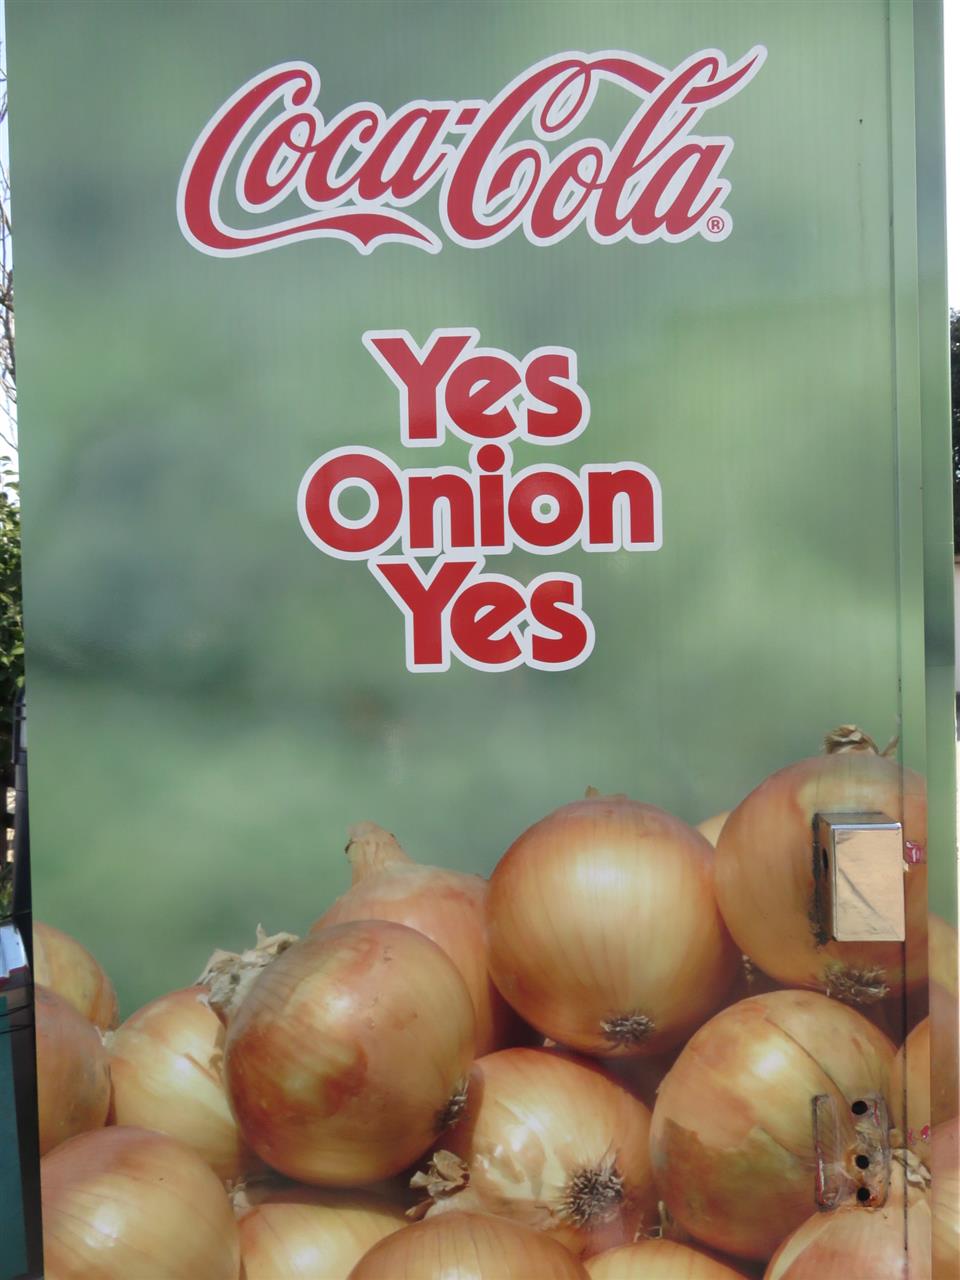 Coca-Cola®
Yes
Onion
Yes